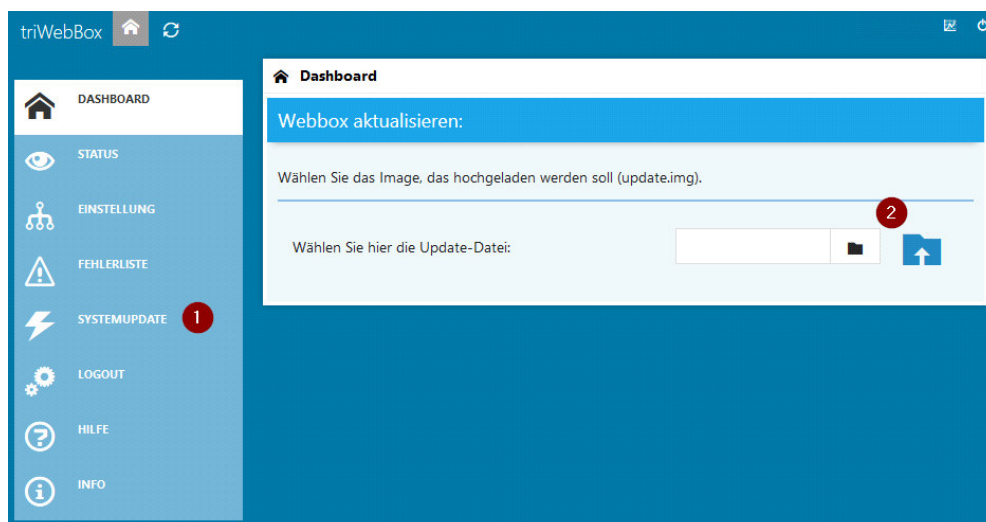 triWebBox
Dashboard
DASHBOARD
Webbox aktualisieren:
STATUS
Wählen Sie das Image, das hochgeladen werden soll (update.img).
EINSTELLUNG
2
Wählen Sie hier die Update-Datei:
FEHLERLISTE
SYSTEMUPDATE 1
LOGOUT
HILFE
INFO